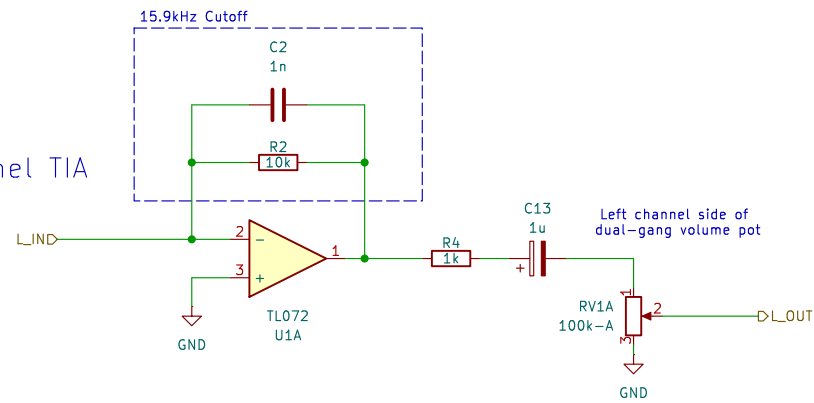 15.9kHz Cutoff
C2
1n
R2
10k
TIA
L_IN
2
-
3
+
1
TL072
U1A
GND
R4
1k
C13
1u
+
Left channel side of
dual-gang volume pot
1
RV1A
2
100k-A
3
L_OUT
GND